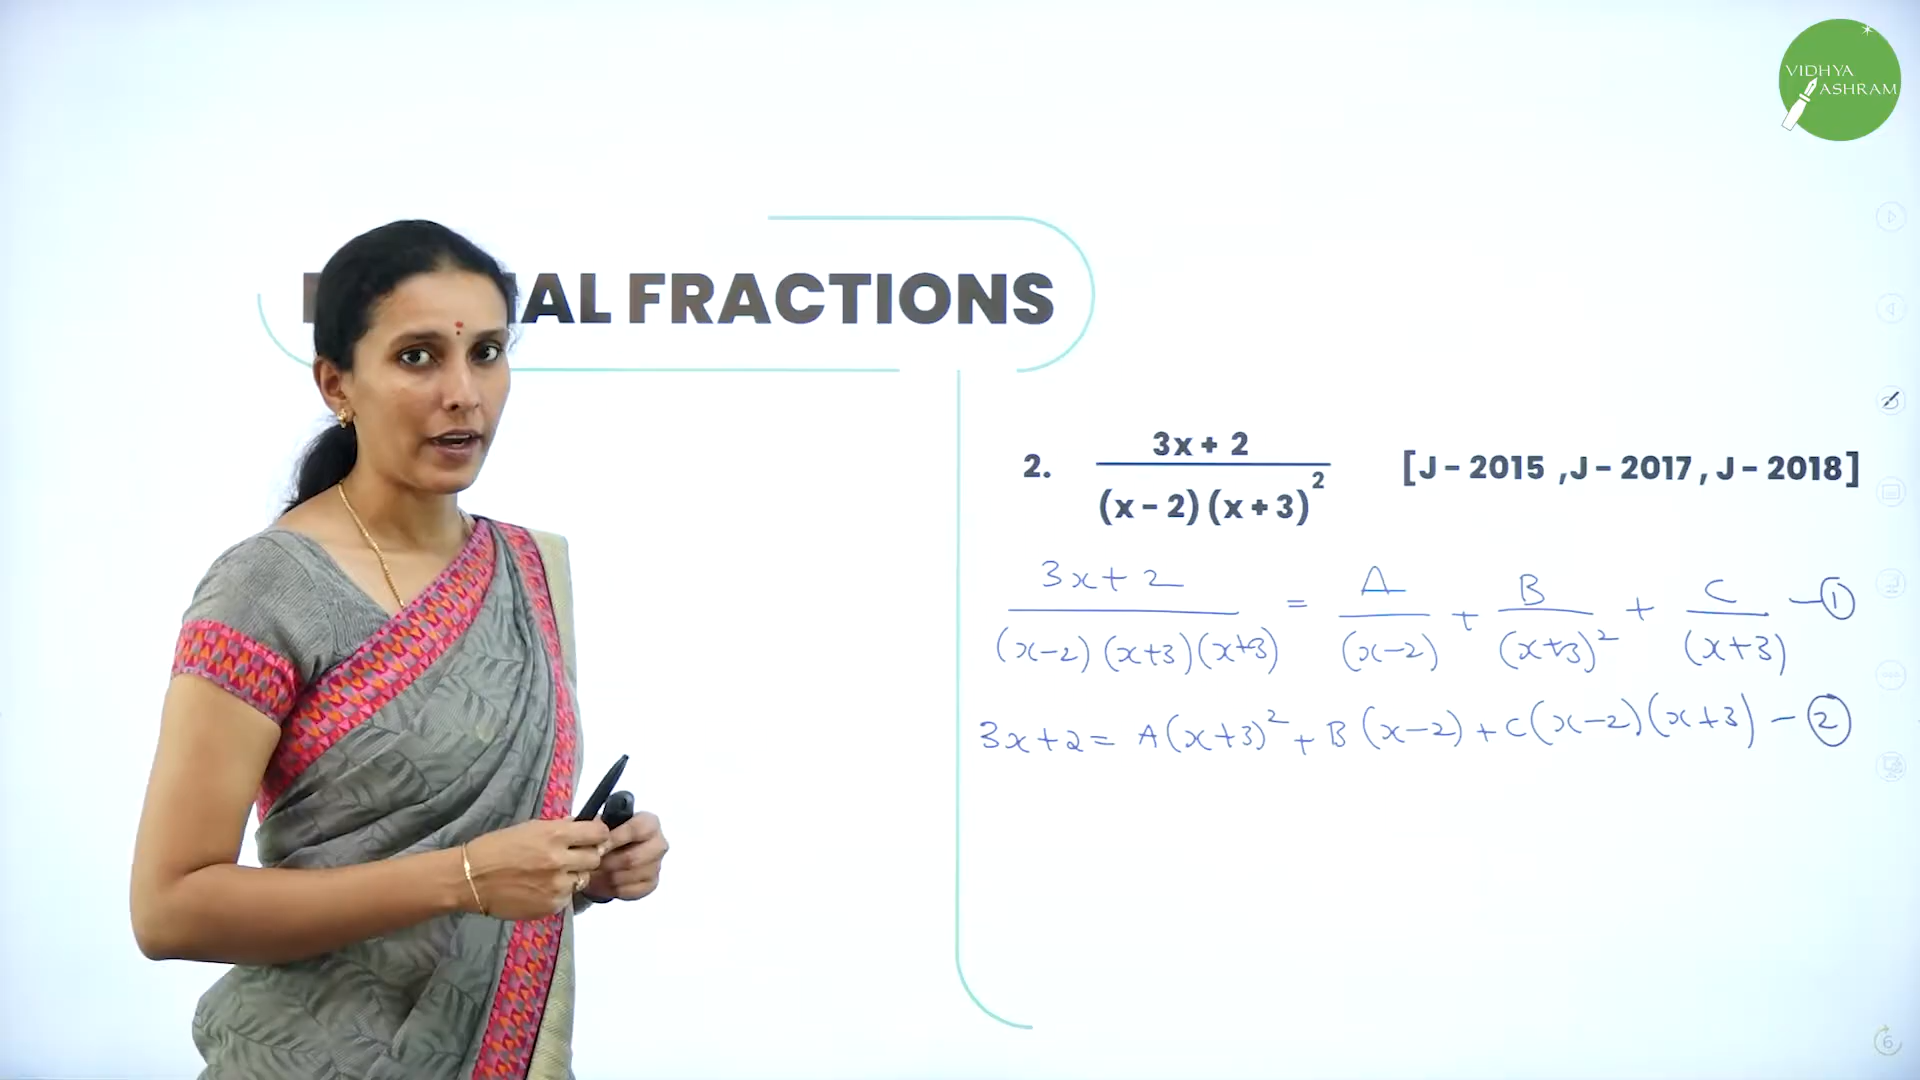 VIDHYA
ASHRAM
AL FRACTIONS
2. 3x + 2 / (x - 2) (x + 3)² [J - 2015 , J - 2017 , J - 2018]
3x+2 / (x-2) (x+3)(x+3) = A / (x-2) + B / (x+3)² + C / (x+3) - ①
3x+2 = A(x+3)² + B (x-2) + C(x-2)(x+3) - ②
6